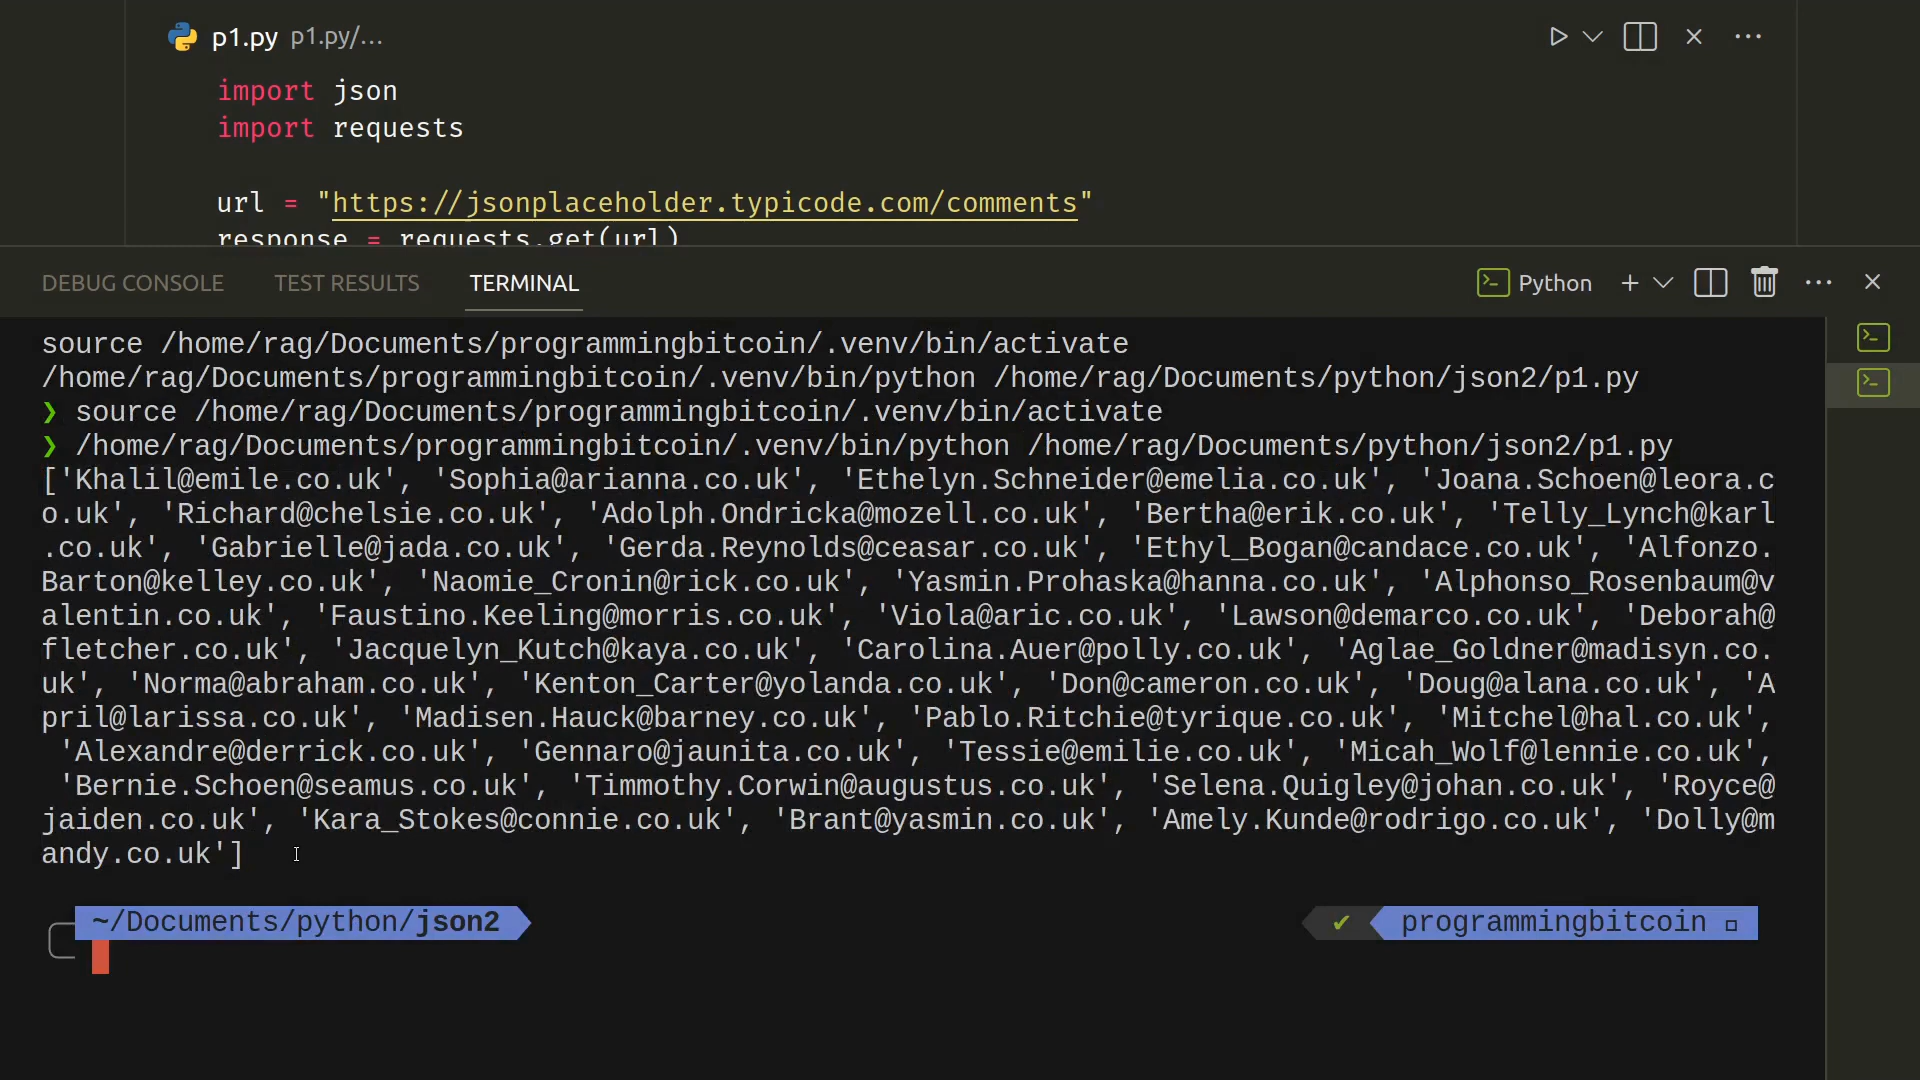 p1.py p1.py/...
import json
import requests
url = "https://jsonplaceholder.typicode.com/comments"
response = requests.get(url)
DEBUG CONSOLE TEST RESULTS TERMINAL Python
source /home/rag/Documents/programmingbitcoin/.venv/bin/activate
/home/rag/Documents/programmingbitcoin/.venv/bin/python /home/rag/Documents/python/json2/p1.py
❯ source /home/rag/Documents/programmingbitcoin/.venv/bin/activate
❯ /home/rag/Documents/programmingbitcoin/.venv/bin/python /home/rag/Documents/python/json2/p1.py
['Khalil@emile.co.uk', 'Sophia@arianna.co.uk', 'Ethelyn.Schneider@emelia.co.uk', 'Joana.Schoen@leora.c
o.uk', 'Richard@chelsie.co.uk', 'Adolph.Ondricka@mozell.co.uk', 'Bertha@erik.co.uk', 'Telly_Lynch@karl
.co.uk', 'Gabrielle@jada.co.uk', 'Gerda.Reynolds@ceasar.co.uk', 'Ethyl_Bogan@candace.co.uk', 'Alfonzo.
Barton@kelley.co.uk', 'Naomie_Cronin@rick.co.uk', 'Yasmin.Prohaska@hanna.co.uk', 'Alphonso_Rosenbaum@v
alentin.co.uk', 'Faustino.Keeling@morris.co.uk', 'Viola@aric.co.uk', 'Lawson@demarco.co.uk', 'Deborah@
fletcher.co.uk', 'Jacquelyn_Kutch@kaya.co.uk', 'Carolina.Auer@polly.co.uk', 'Aglae_Goldner@madisyn.co.
uk', 'Norma@abraham.co.uk', 'Kenton_Carter@yolanda.co.uk', 'Don@cameron.co.uk', 'Doug@alana.co.uk', 'A
pril@larissa.co.uk', 'Madisen.Hauck@barney.co.uk', 'Pablo.Ritchie@tyrique.co.uk', 'Mitchel@hal.co.uk',
'Alexandre@derrick.co.uk', 'Gennaro@jaunita.co.uk', 'Tessie@emilie.co.uk', 'Micah_Wolf@lennie.co.uk',
'Bernie.Schoen@seamus.co.uk', 'Timmothy.Corwin@augustus.co.uk', 'Selena.Quigley@johan.co.uk', 'Royce@
jaiden.co.uk', 'Kara_Stokes@connie.co.uk', 'Brant@yasmin.co.uk', 'Amely.Kunde@rodrigo.co.uk', 'Dolly@m
andy.co.uk']
~/Documents/python/json2 ✔ programmingbitcoin